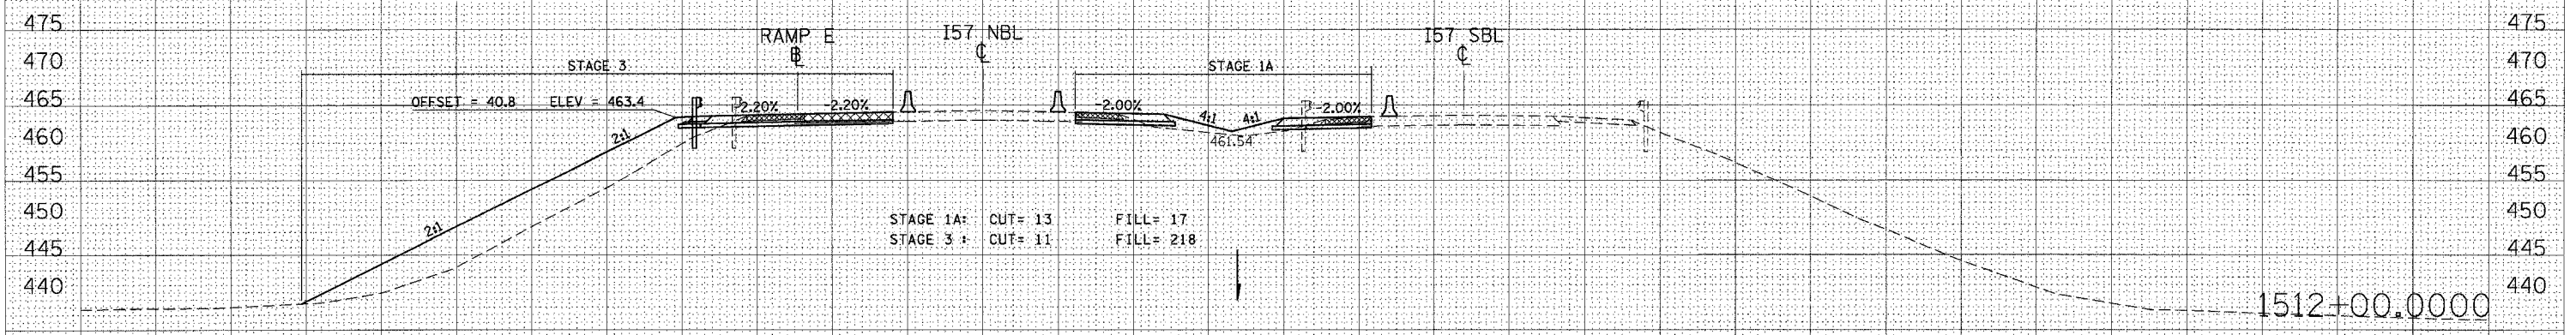 475
475
RAMP E
I57 NBL
I57 SBL
B
L
CL
CL
470
470
STAGE 3
STAGE 1A
465
465
OFFSET = 40.8 ELEV = 463.4
2.20%
-2.20%
-2.00%
-2.00%
460
460
2:1
4:1
4:1
461.54
455
455
450
450
STAGE 1A: CUT= 13 FILL= 17
STAGE 3 : CUT= 11 FILL= 218
2:1
445
445
440
440
1512+00.0000